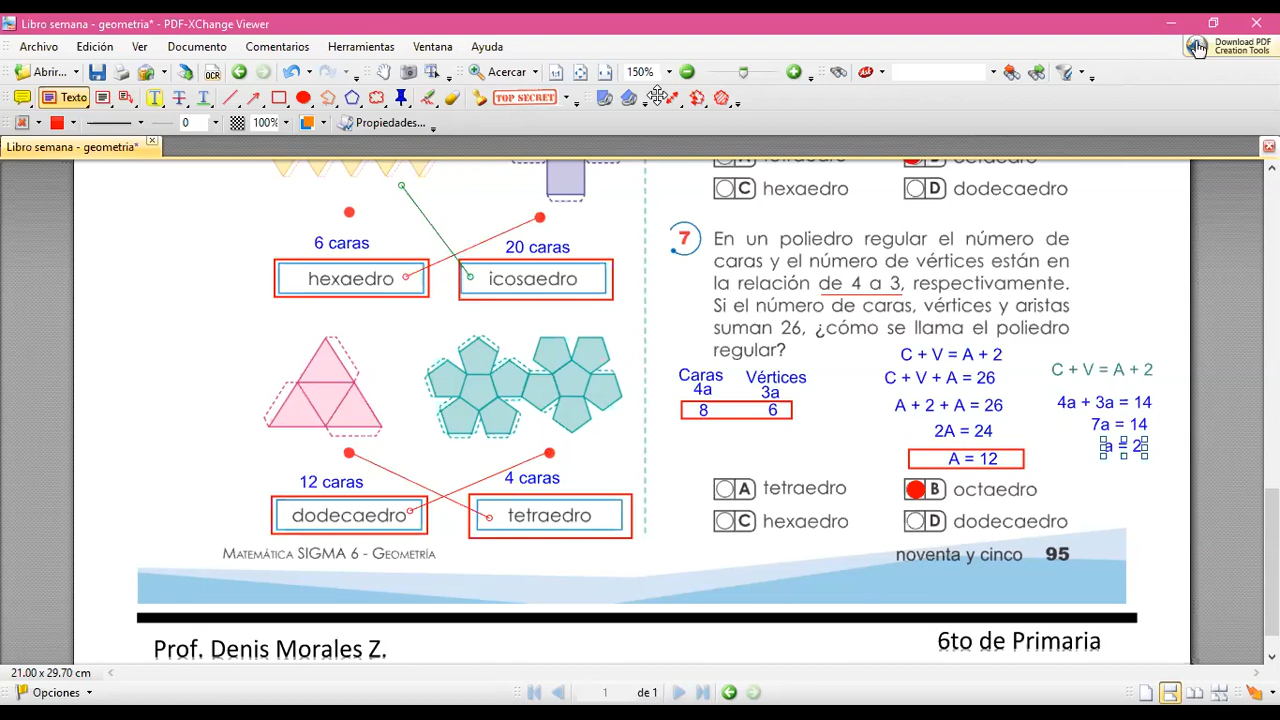 Libro semana - geometria* - PDF-XChange Viewer
Archivo Edición Ver Documento Comentarios Herramientas Ventana Ayuda
Download PDF
Creation Tools
Abrir... OCR Acercar 150%
Texto TOP SECRET
0 100% Propiedades...
Libro semana - geometria*
6 caras
20 caras
hexaedro
icosaedro
12 caras
4 caras
dodecaedro
tetraedro
MATEMÁTICA SIGMA 6 - GEOMETRÍA
C hexaedro
D dodecaedro
7 En un poliedro regular el número de
caras y el número de vértices están en
la relación de 4 a 3, respectivamente.
Si el número de caras, vértices y aristas
suman 26, ¿cómo se llama el poliedro
regular?
Caras Vértices
4a 3a
8 6
C + V = A + 2
C + V + A = 26
A + 2 + A = 26
2A = 24
A = 12
C + V = A + 2
4a + 3a = 14
7a = 14
a = 2
A tetraedro
B octaedro
C hexaedro
D dodecaedro
noventa y cinco 95
Prof. Denis Morales Z.
6to de Primaria
21.00 x 29.70 cm
Opciones 1 de 1